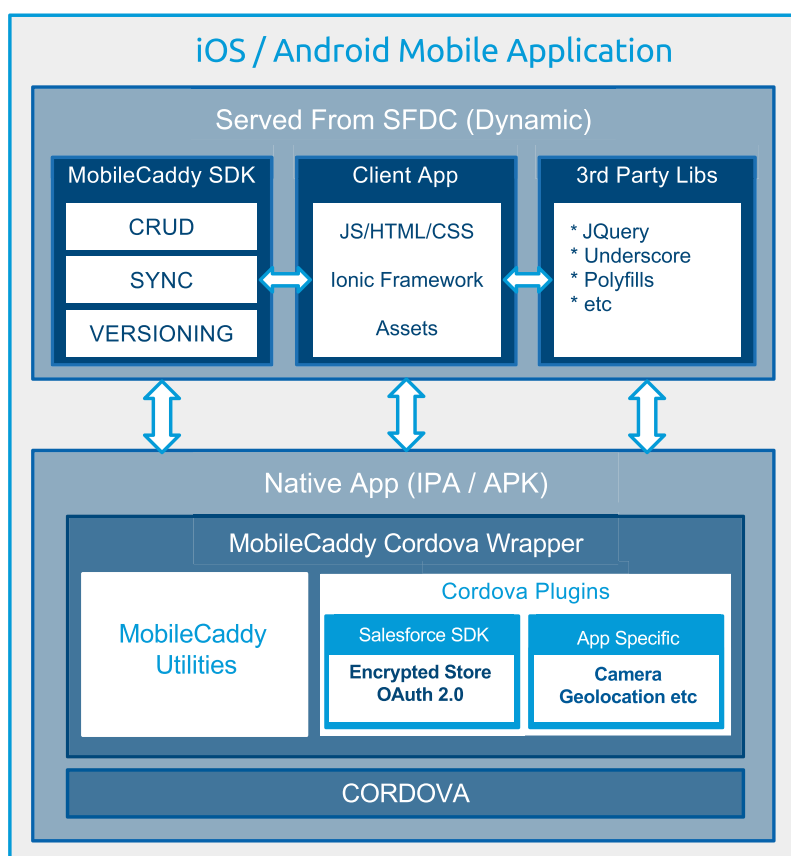 iOS / Android Mobile Application
Served From SFDC (Dynamic)
MobileCaddy SDK
CRUD
SYNC
VERSIONING
Client App
JS/HTML/CSS
Ionic Framework
Assets
3rd Party Libs
* JQuery
* Underscore
* Polyfills
* etc
Native App (IPA / APK)
MobileCaddy Cordova Wrapper
MobileCaddy
Utilities
Cordova Plugins
Salesforce SDK
Encrypted Store
OAuth 2.0
App Specific
Camera
Geolocation etc
CORDOVA